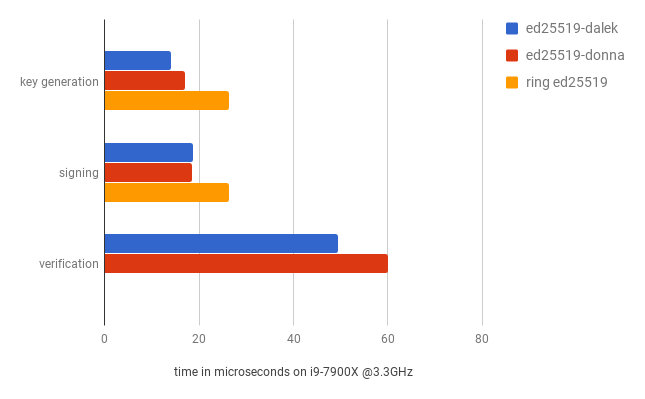 ed25519-dalek
ed25519-donna
ring ed25519
key generation
signing
verification
0 20 40 60 80
time in microseconds on i9-7900X @3.3GHz